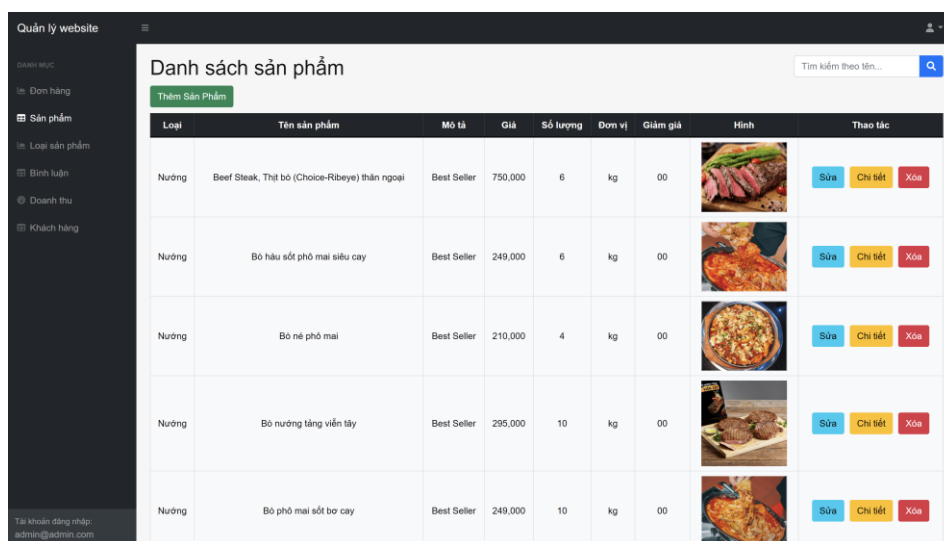 Quản lý website
DANH MỤC
Đơn hàng
Sản phẩm
Loại sản phẩm
Bình luận
Doanh thu
Khách hàng
Tài khoản đăng nhập:
admin@admin.com
Danh sách sản phẩm
Tìm kiếm theo tên...
Thêm Sản Phẩm
Loại Tên sản phẩm Mô tả Giá Số lượng Đơn vị Giảm giá Hình Thao tác
Nướng Beef Steak, Thịt bò (Choice-Ribeye) thăn ngoại Best Seller 750,000 6 kg 00 Sửa Chi tiết Xóa
Nướng Bò hàu sốt phô mai siêu cay Best Seller 249,000 6 kg 00 Sửa Chi tiết Xóa
Nướng Bò né phô mai Best Seller 210,000 4 kg 00 Sửa Chi tiết Xóa
Nướng Bò nướng tảng viễn tây Best Seller 295,000 10 kg 00 Sửa Chi tiết Xóa
Nướng Bò phô mai sốt bơ cay Best Seller 249,000 10 kg 00 Sửa Chi tiết Xóa